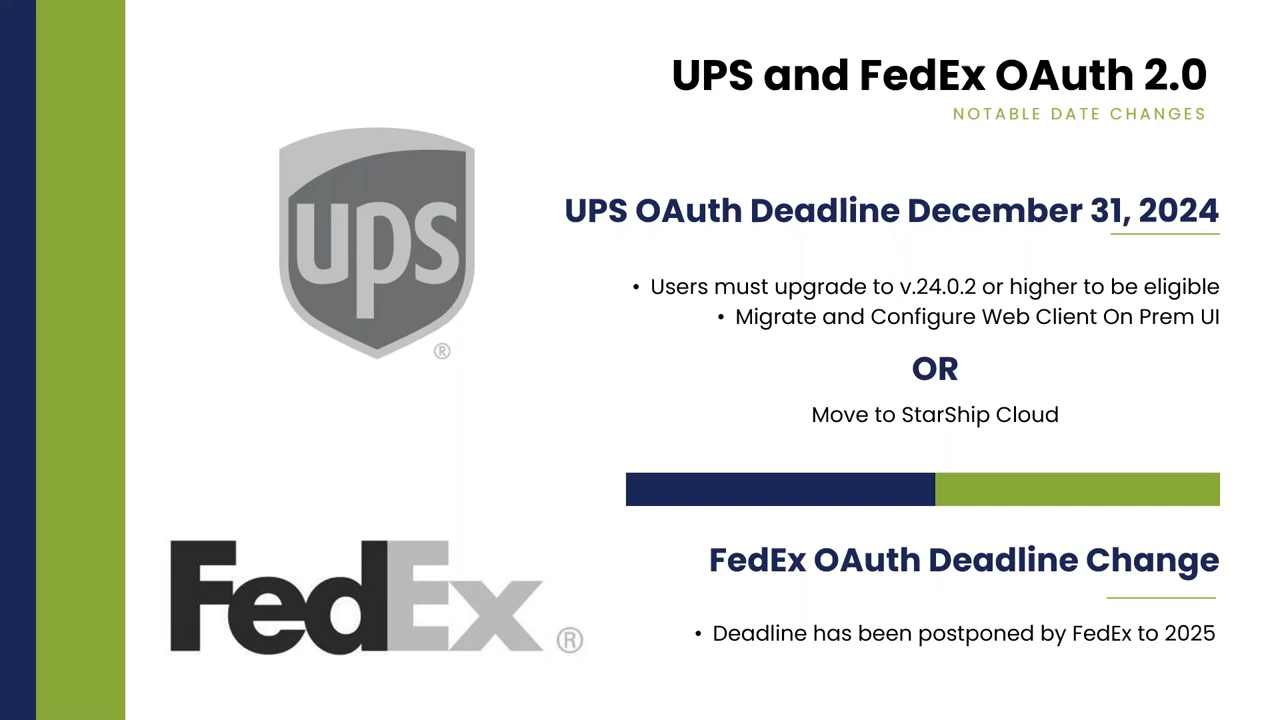 UPS and FedEx OAuth 2.0
NOTABLE DATE CHANGES
ups
®
UPS OAuth Deadline December 31, 2024
• Users must upgrade to v.24.0.2 or higher to be eligible
• Migrate and Configure Web Client On Prem UI
OR
Move to StarShip Cloud
FedEx ®
FedEx OAuth Deadline Change
• Deadline has been postponed by FedEx to 2025